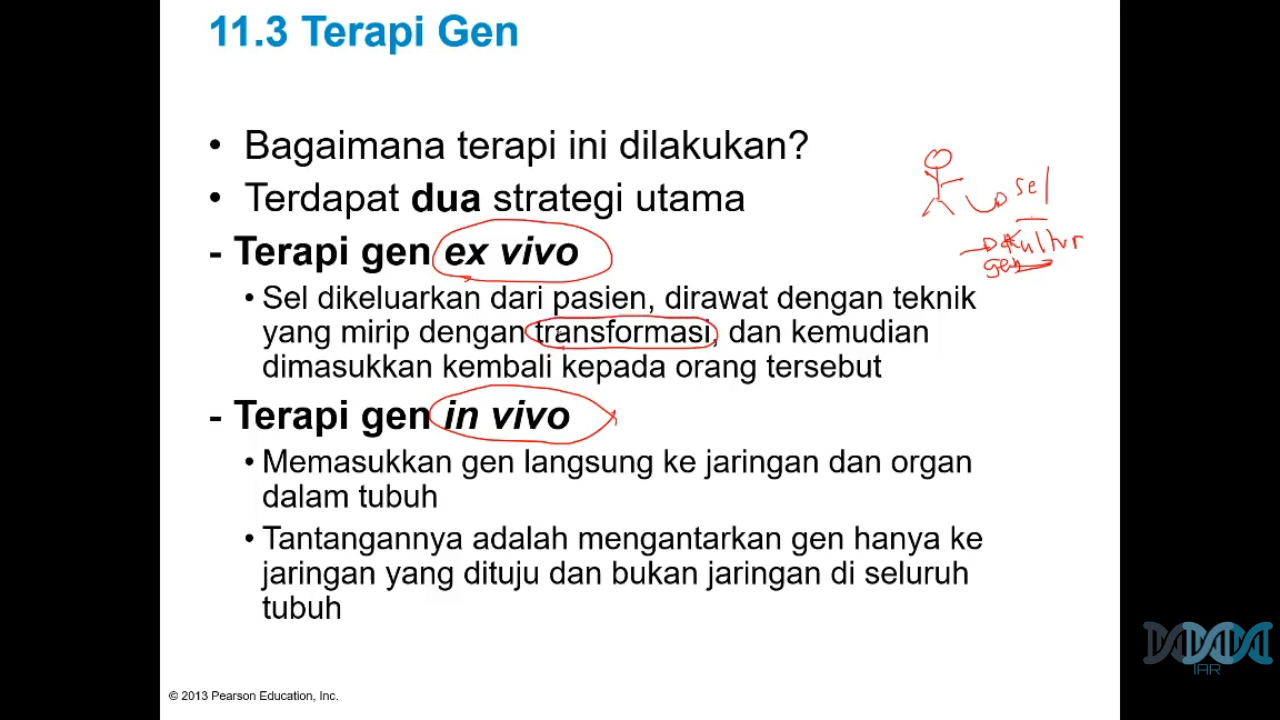 11.3 Terapi Gen
• Bagaimana terapi ini dilakukan?
• Terdapat dua strategi utama
- Terapi gen ex vivo
• Sel dikeluarkan dari pasien, dirawat dengan teknik
yang mirip dengan transformasi, dan kemudian
dimasukkan kembali kepada orang tersebut
- Terapi gen in vivo
• Memasukkan gen langsung ke jaringan dan organ
dalam tubuh
• Tantangannya adalah mengantarkan gen hanya ke
jaringan yang dituju dan bukan jaringan di seluruh
tubuh
sel
gen
© 2013 Pearson Education, Inc.
IAR